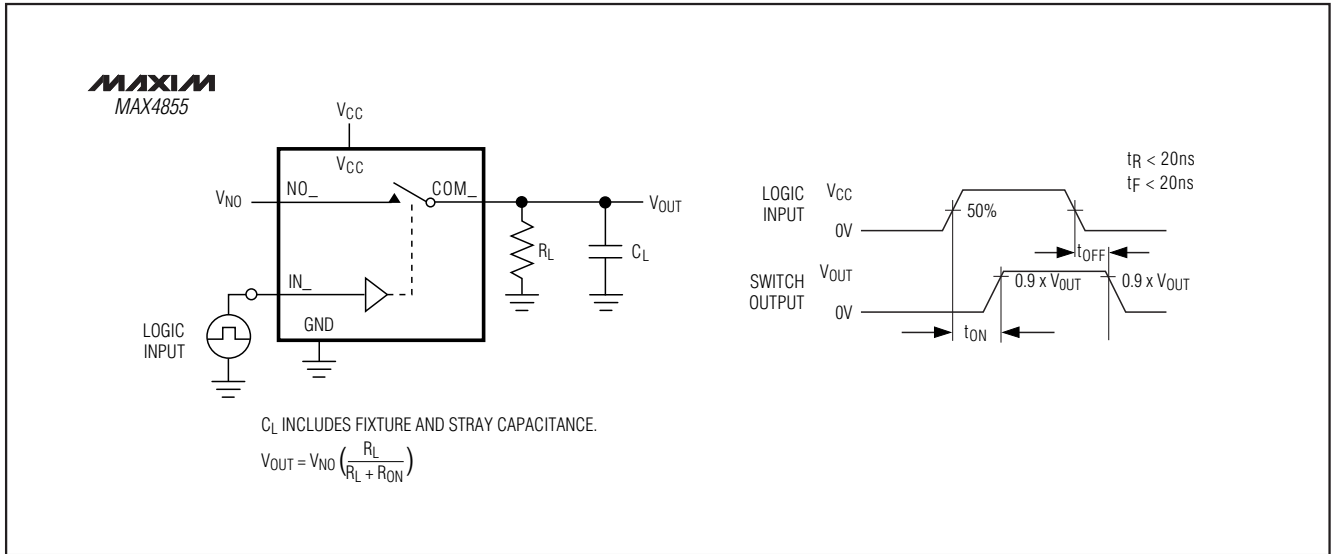 MAXIM
MAX4855
VCC
VCC
VNO
NO_
COM_
VOUT
RL
CL
IN_
GND
LOGIC
INPUT
CL INCLUDES FIXTURE AND STRAY CAPACITANCE.
VOUT = VNO (RL / RL + RON)
tR < 20ns
tF < 20ns
LOGIC
INPUT
VCC
50%
0V
tOFF
SWITCH
OUTPUT
VOUT
0.9 x VOUT
0.9 x VOUT
0V
tON